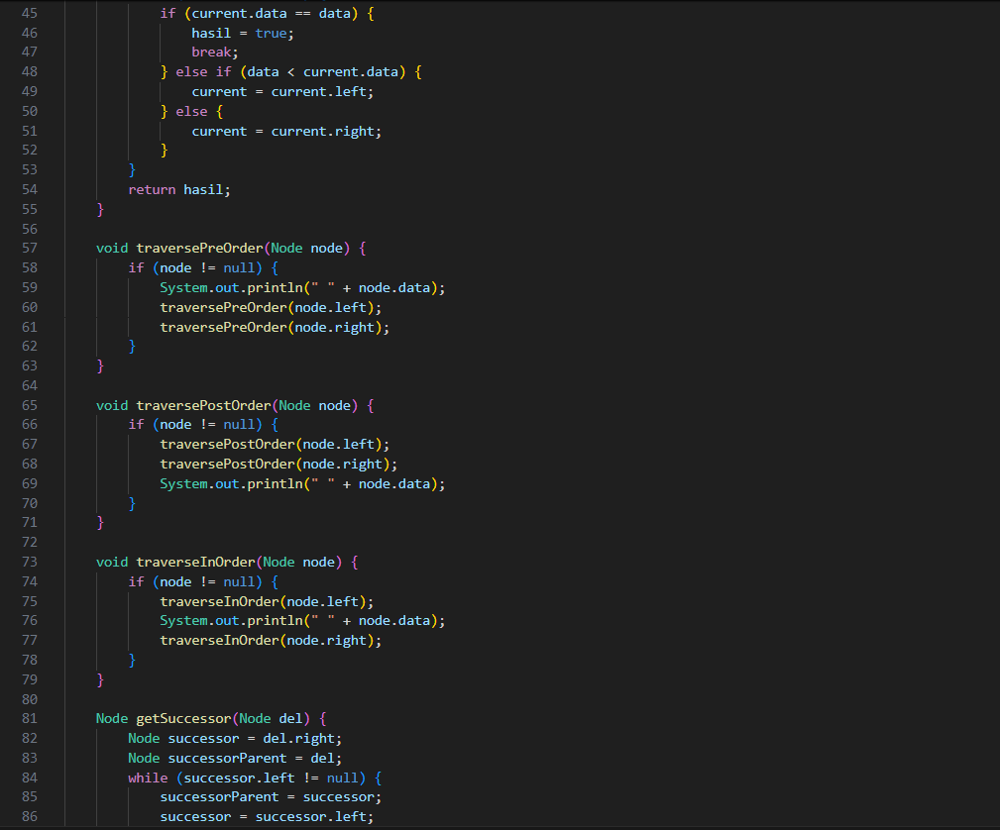 45 if (current.data == data) {
46 hasil = true;
47 break;
48 } else if (data < current.data) {
49 current = current.left;
50 } else {
51 current = current.right;
52 }
53 }
54 return hasil;
55 }
56
57 void traversePreOrder(Node node) {
58 if (node != null) {
59 System.out.println(" " + node.data);
60 traversePreOrder(node.left);
61 traversePreOrder(node.right);
62 }
63 }
64
65 void traversePostOrder(Node node) {
66 if (node != null) {
67 traversePostOrder(node.left);
68 traversePostOrder(node.right);
69 System.out.println(" " + node.data);
70 }
71 }
72
73 void traverseInOrder(Node node) {
74 if (node != null) {
75 traverseInOrder(node.left);
76 System.out.println(" " + node.data);
77 traverseInOrder(node.right);
78 }
79 }
80
81 Node getSuccessor(Node del) {
82 Node successor = del.right;
83 Node successorParent = del;
84 while (successor.left != null) {
85 successorParent = successor;
86 successor = successor.left;